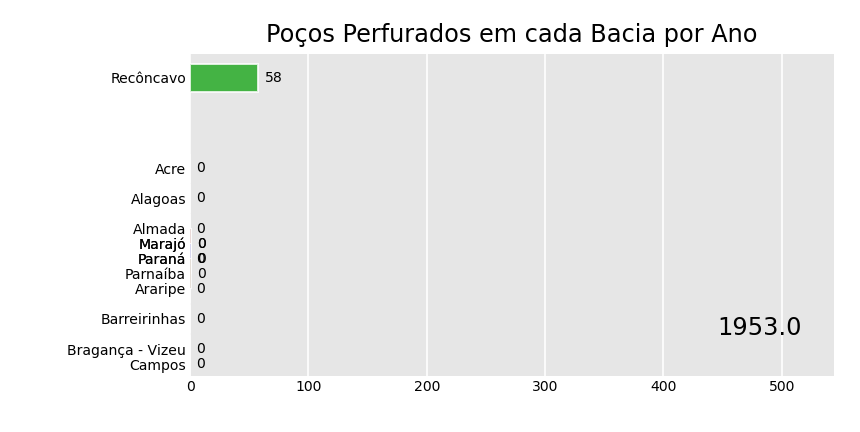 Poços Perfurados em cada Bacia por Ano
Recôncavo 58
Acre 0
Alagoas 0
Almada 0
Marajó 0
Paraná 0
Parnaíba 0
Araripe 0
Barreirinhas 0
1953.0
Bragança - Vizeu 0
Campos 0
0 100 200 300 400 500